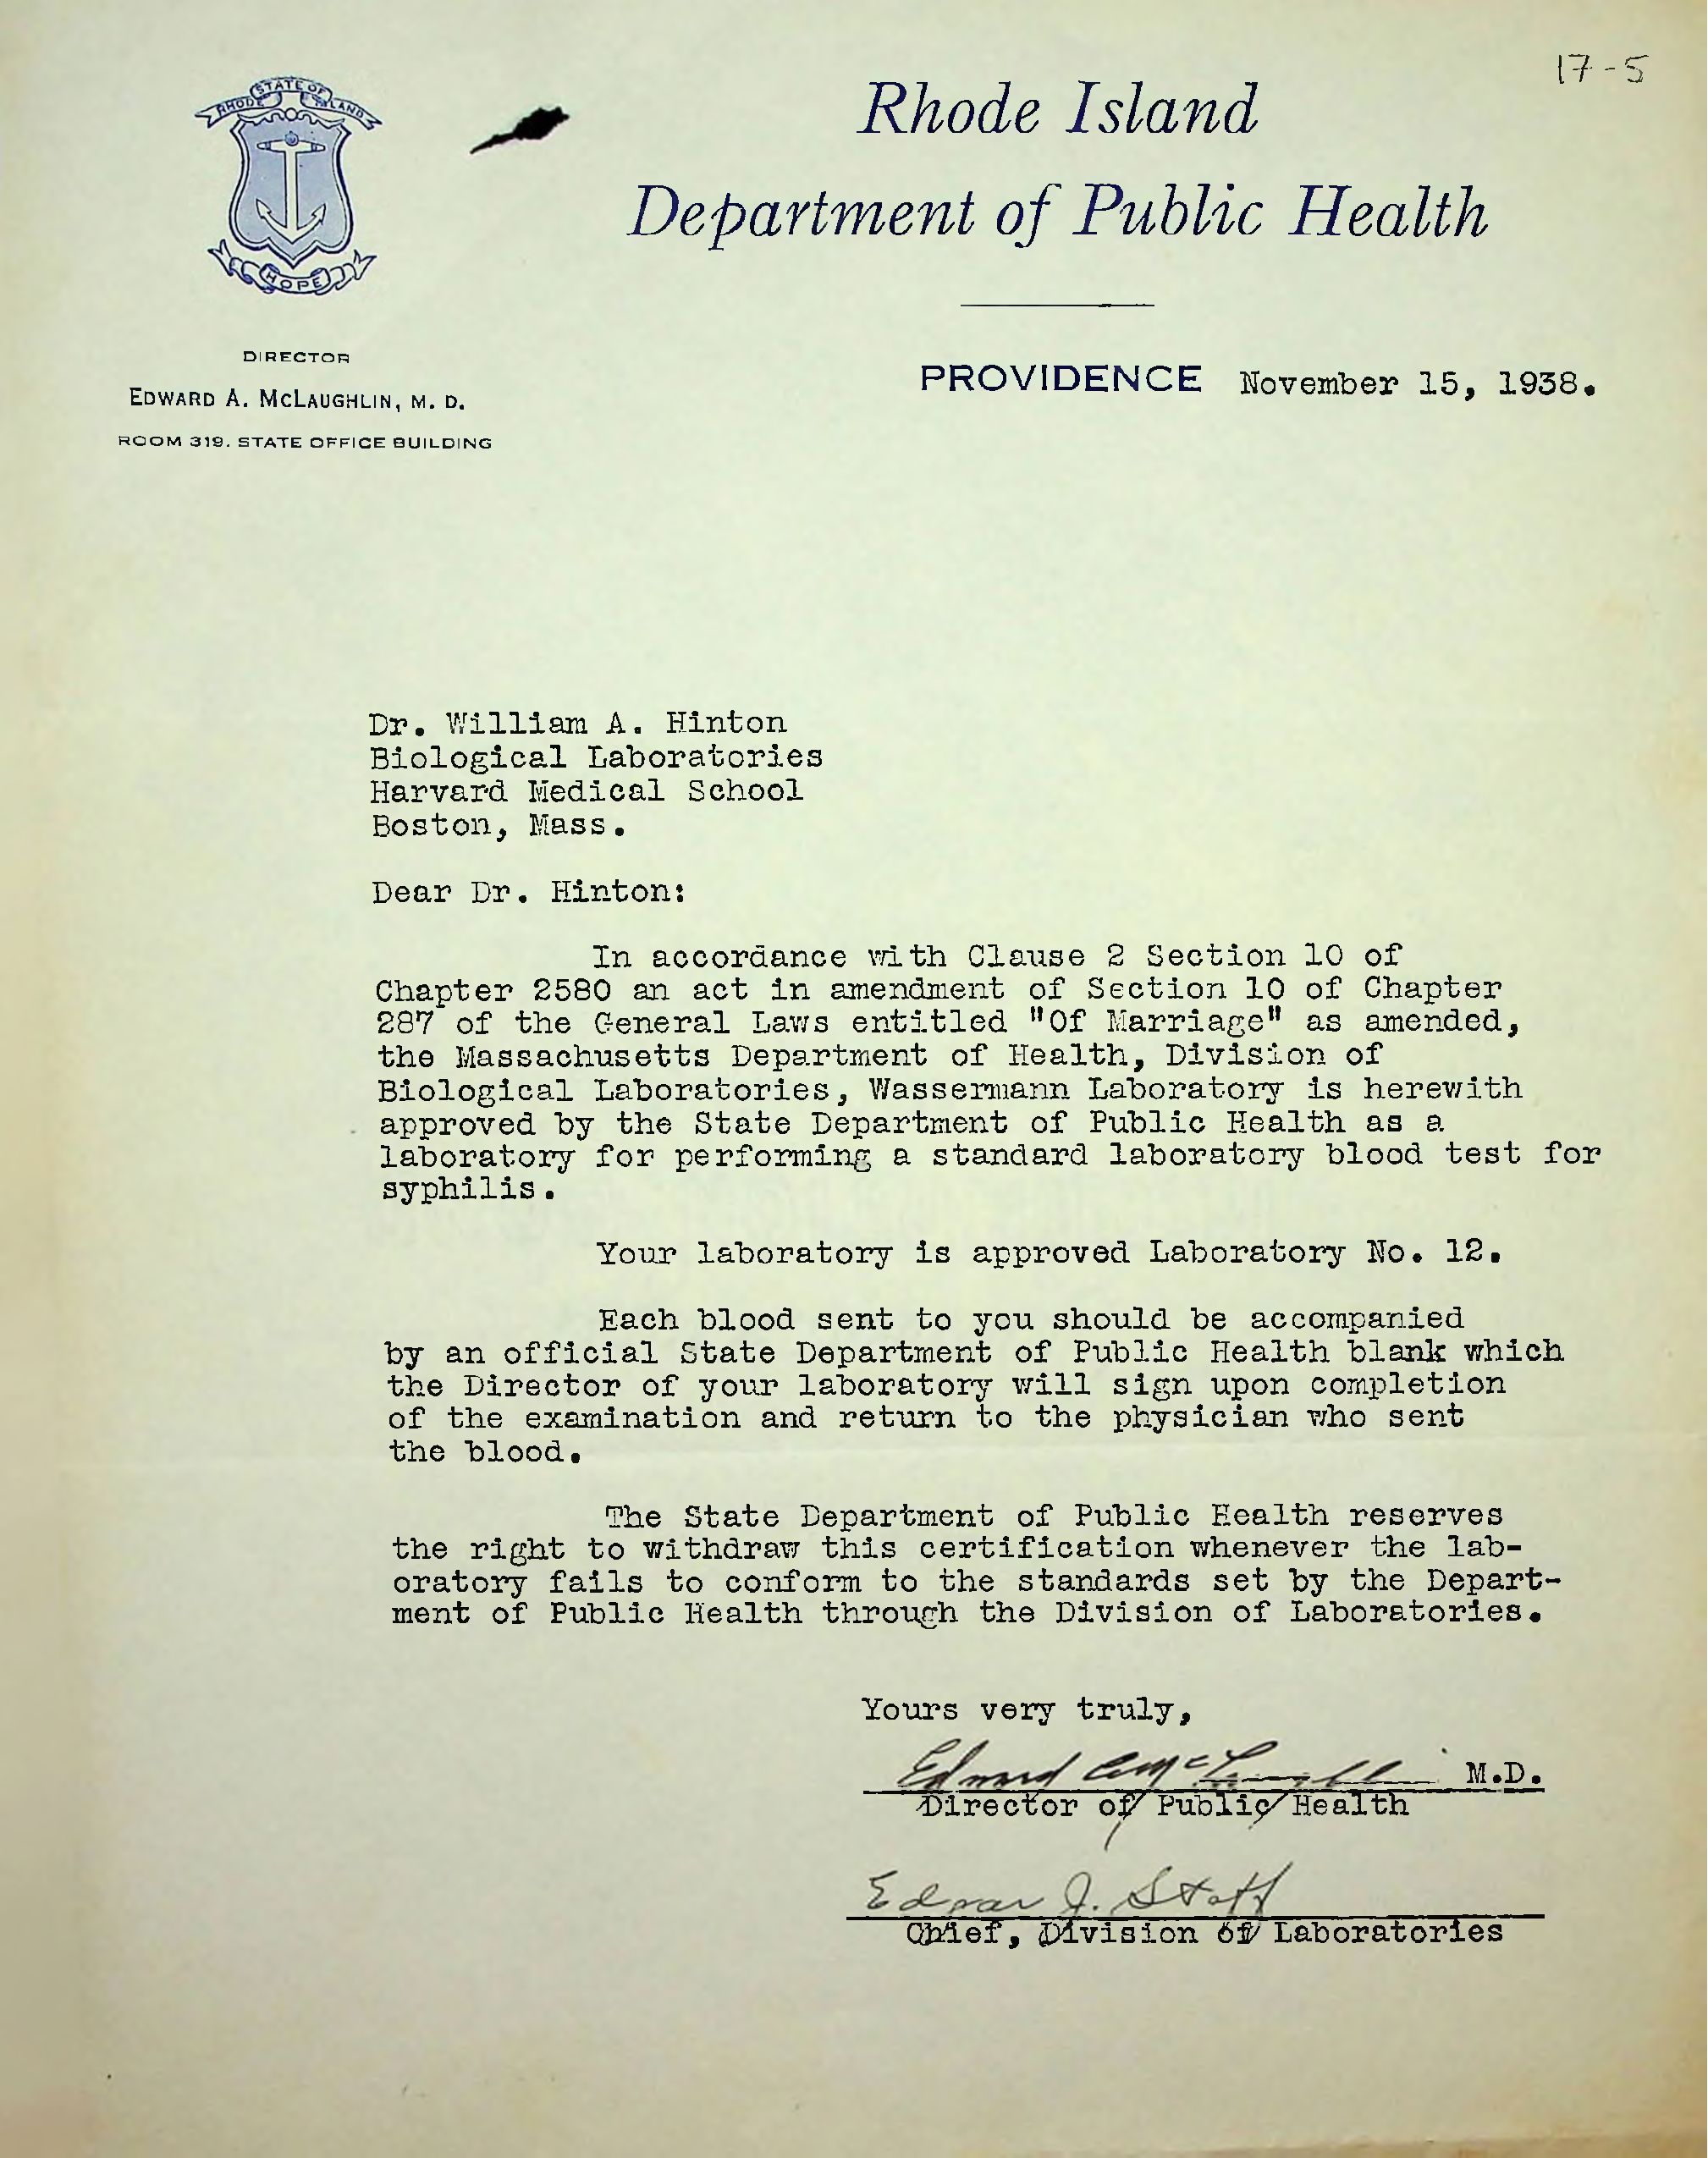 17-5
STATE OF
RHODE ISLAND
HOPE
Rhode Island
Department of Public Health
DIRECTOR
EDWARD A. MCLAUGHLIN, M. D.
ROOM 319. STATE OFFICE BUILDING
PROVIDENCE November 15, 1938.
Dr. William A. Hinton
Biological Laboratories
Harvard Medical School
Boston, Mass.
Dear Dr. Hinton:
In accordance with Clause 2 Section 10 of
Chapter 2580 an act in amendment of Section 10 of Chapter
287 of the General Laws entitled "Of Marriage" as amended,
the Massachusetts Department of Health, Division of
Biological Laboratories, Wassermann Laboratory is herewith
approved by the State Department of Public Health as a
laboratory for performing a standard laboratory blood test for
syphilis.
Your laboratory is approved Laboratory No. 12.
Each blood sent to you should be accompanied
by an official State Department of Public Health blank which
the Director of your laboratory will sign upon completion
of the examination and return to the physician who sent
the blood.
The State Department of Public Health reserves
the right to withdraw this certification whenever the lab-
oratory fails to conform to the standards set by the Depart-
ment of Public Health through the Division of Laboratories.
Yours very truly,
Edward A McLaughlin M.D.
Director of Public Health
Edgar J. Staff
Chief, Division of Laboratories